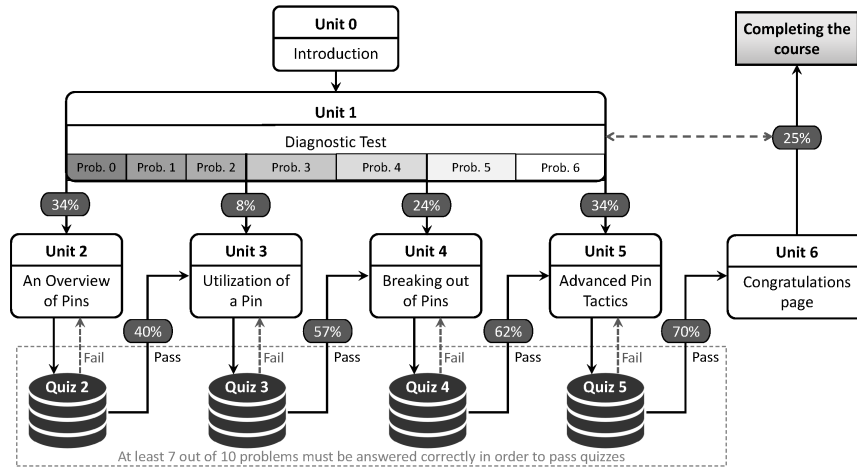 Unit 0
Introduction
Completing the
course
Unit 1
Diagnostic Test
25%
Prob. 0
Prob. 1
Prob. 2
Prob. 3
Prob. 4
Prob. 5
Prob. 6
34%
8%
24%
34%
Unit 2
An Overview
of Pins
Unit 3
Utilization of
a Pin
Unit 4
Breaking out
of Pins
Unit 5
Advanced Pin
Tactics
Unit 6
Congratulations
page
40%
57%
62%
70%
Fail
Pass
Fail
Pass
Fail
Pass
Fail
Pass
Quiz 2
Quiz 3
Quiz 4
Quiz 5
At least 7 out of 10 problems must be answered correctly in order to pass quizzes